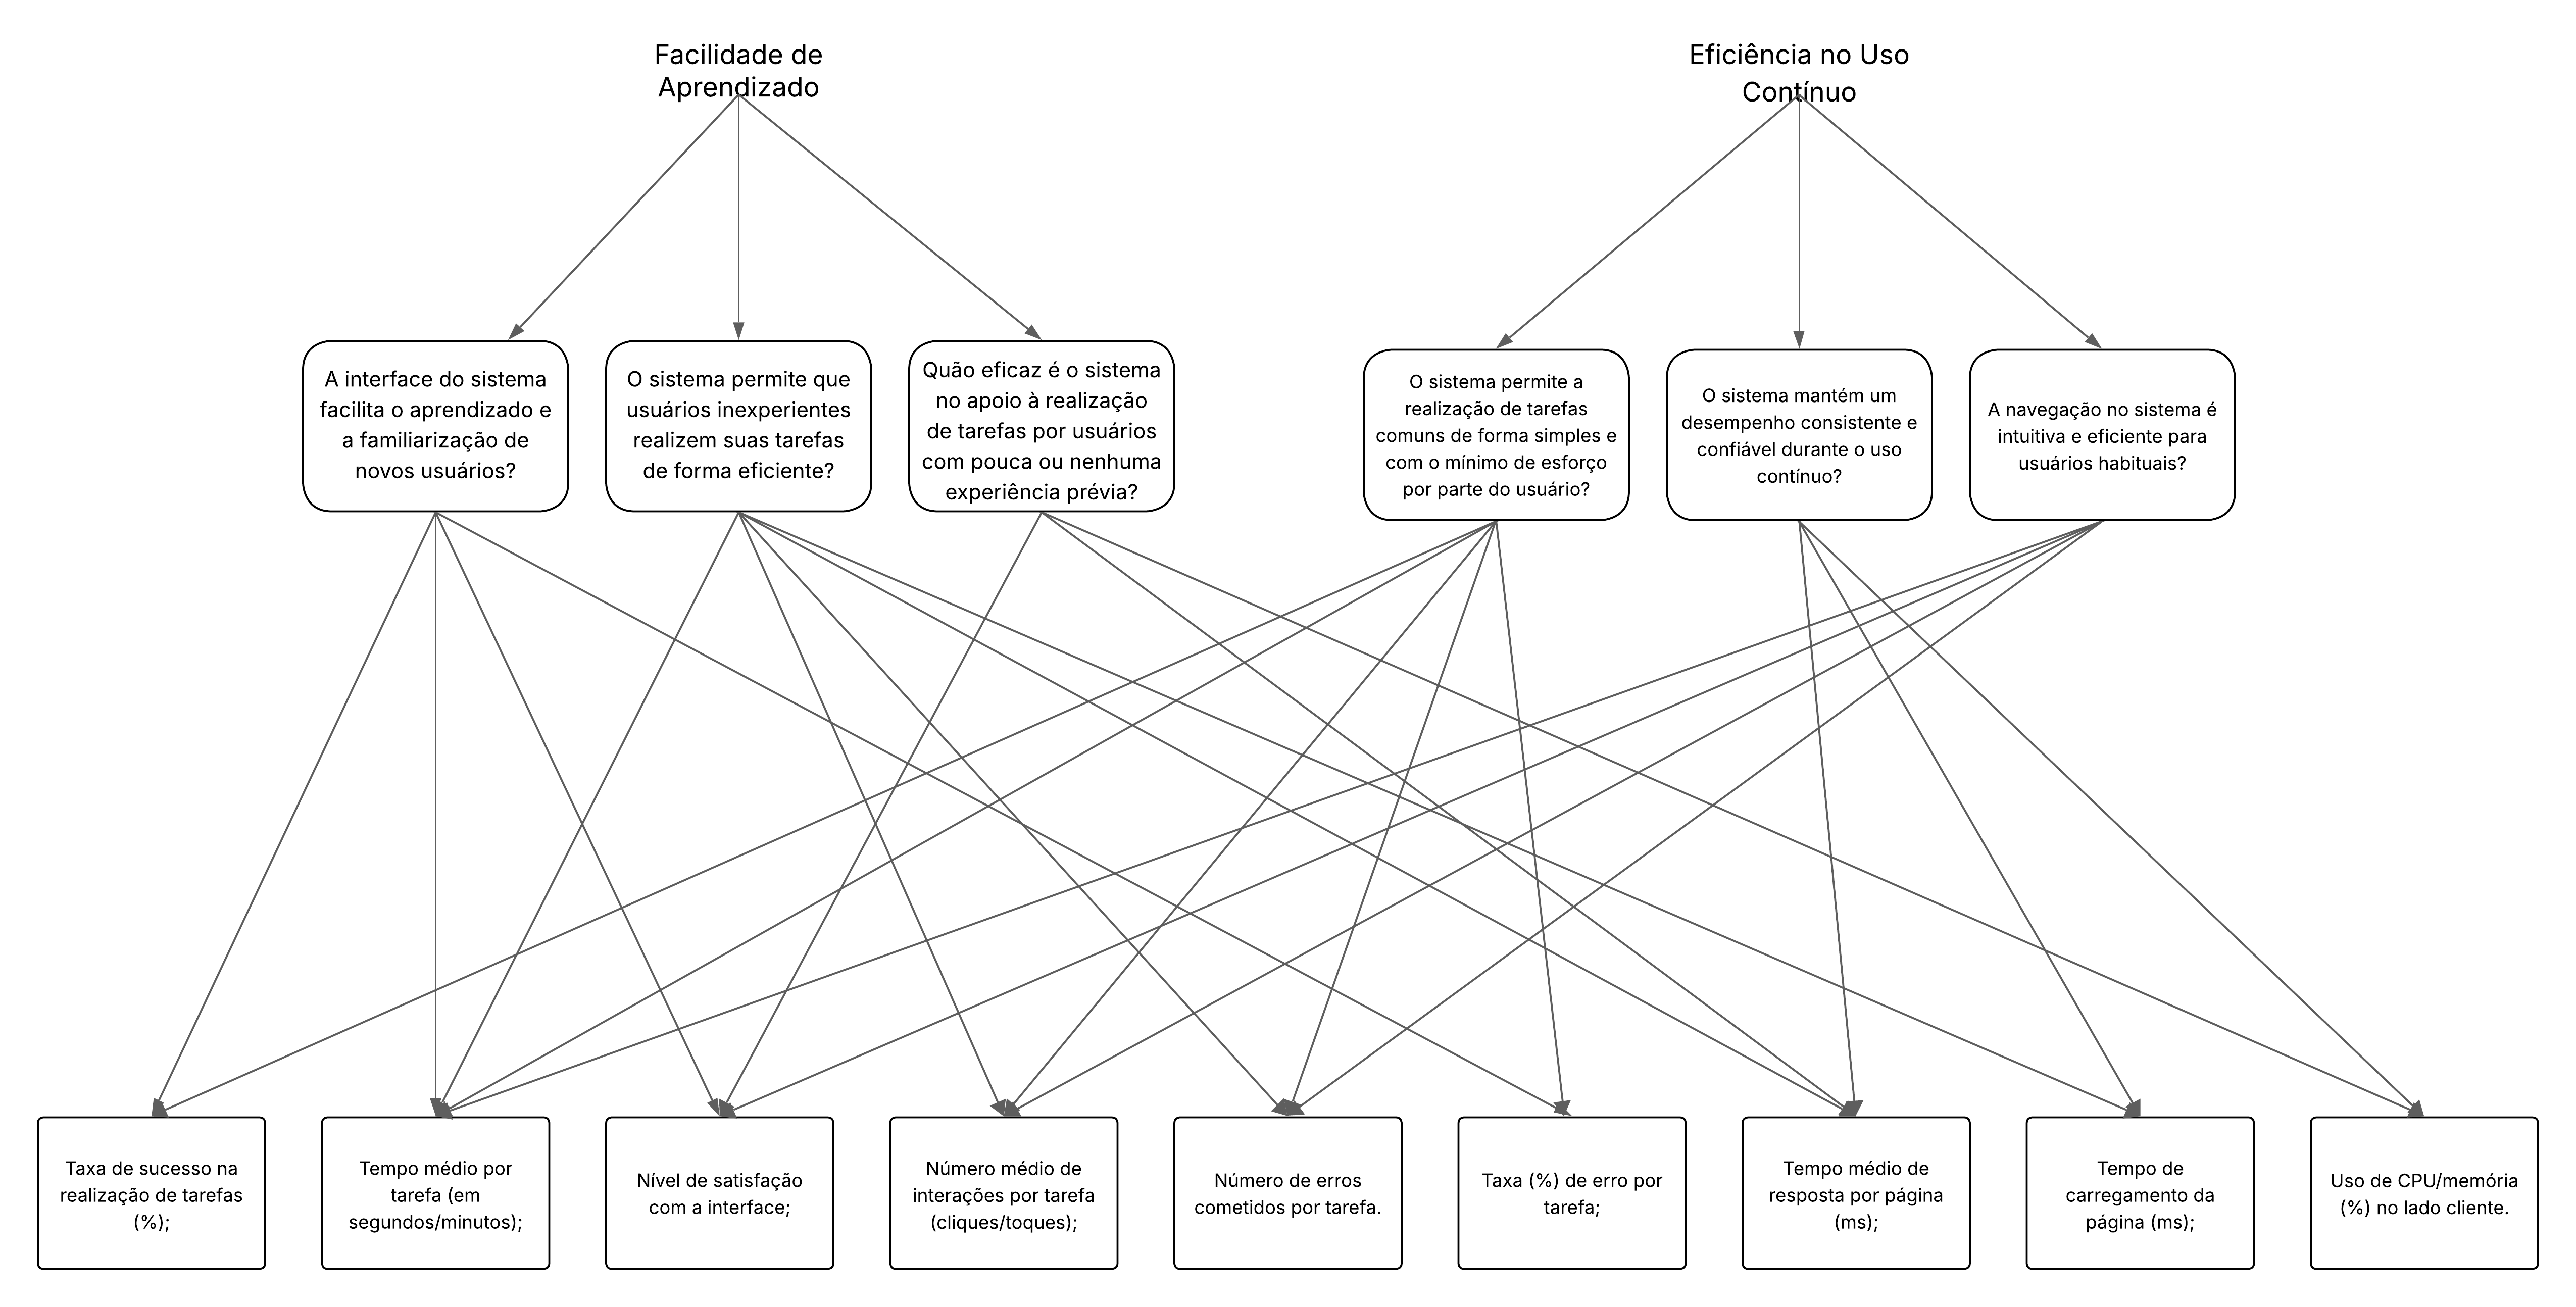 Facilidade de
Aprendizado
Eficiência no Uso
Contínuo
A interface do sistema
facilita o aprendizado e
a familiarização de
novos usuários?
O sistema permite que
usuários inexperientes
realizem suas tarefas
de forma eficiente?
Quão eficaz é o sistema
no apoio à realização
de tarefas por usuários
com pouca ou nenhuma
experiência prévia?
O sistema permite a
realização de tarefas
comuns de forma simples e
com o mínimo de esforço
por parte do usuário?
O sistema mantém um
desempenho consistente e
confiável durante o uso
contínuo?
A navegação no sistema é
intuitiva e eficiente para
usuários habituais?
Taxa de sucesso na
realização de tarefas
(%);
Tempo médio por
tarefa (em
segundos/minutos);
Nível de satisfação
com a interface;
Número médio de
interações por tarefa
(cliques/toques);
Número de erros
cometidos por tarefa.
Taxa (%) de erro por
tarefa;
Tempo médio de
resposta por página
(ms);
Tempo de
carregamento da
página (ms);
Uso de CPU/memória
(%) no lado cliente.